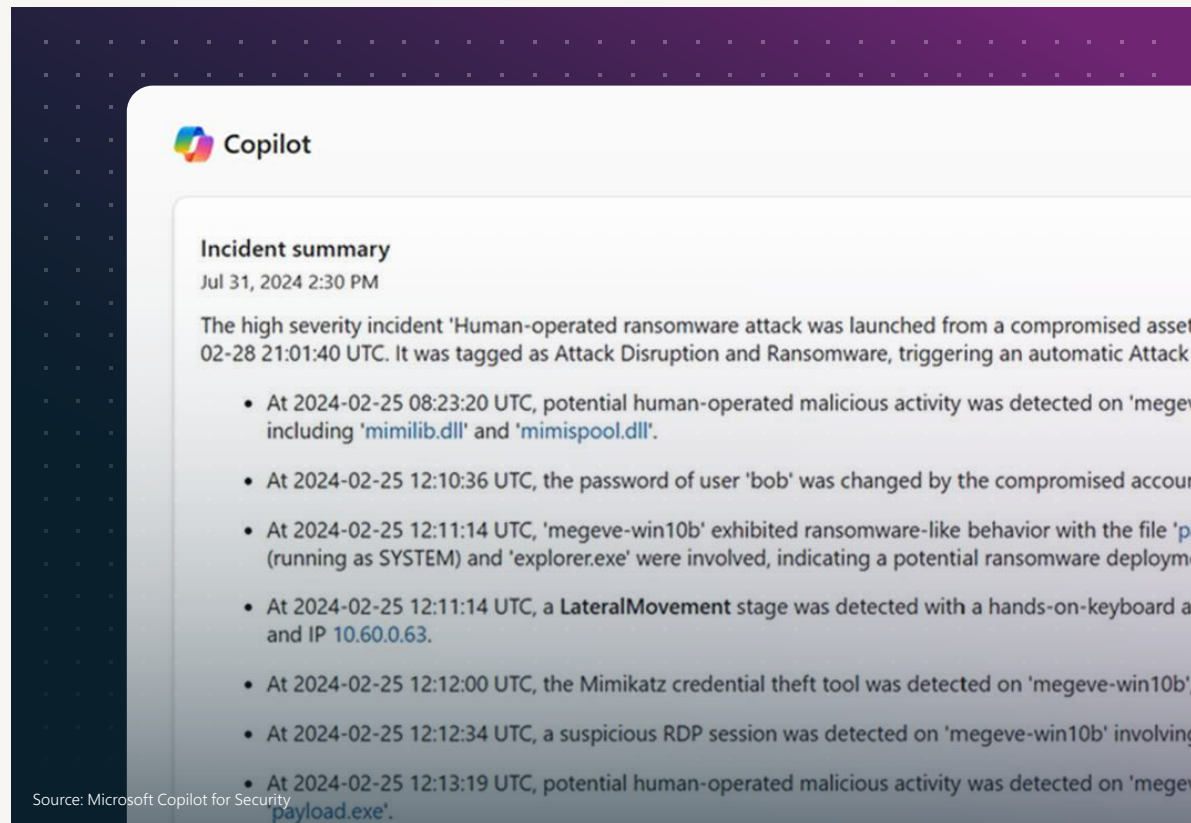 Copilot
Incident summary
Jul 31, 2024 2:30 PM
The high severity incident 'Human-operated ransomware attack was launched from a compromised asset
02-28 21:01:40 UTC. It was tagged as Attack Disruption and Ransomware, triggering an automatic Attack
• At 2024-02-25 08:23:20 UTC, potential human-operated malicious activity was detected on 'megev
including 'mimilib.dll' and 'mimispool.dll'.
• At 2024-02-25 12:10:36 UTC, the password of user 'bob' was changed by the compromised accoun
• At 2024-02-25 12:11:14 UTC, 'megeve-win10b' exhibited ransomware-like behavior with the file 'p
(running as SYSTEM) and 'explorer.exe' were involved, indicating a potential ransomware deployme
• At 2024-02-25 12:11:14 UTC, a LateralMovement stage was detected with a hands-on-keyboard a
and IP 10.60.0.63.
• At 2024-02-25 12:12:00 UTC, the Mimikatz credential theft tool was detected on 'megeve-win10b'
• At 2024-02-25 12:12:34 UTC, a suspicious RDP session was detected on 'megeve-win10b' involving
• At 2024-02-25 12:13:19 UTC, potential human-operated malicious activity was detected on 'megev
'payload.exe'.
Source: Microsoft Copilot for Security